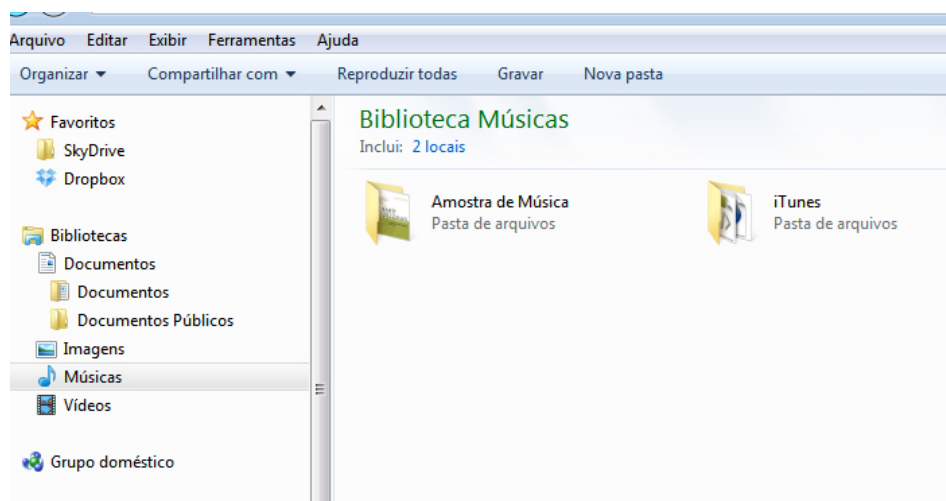 Arquivo Editar Exibir Ferramentas Ajuda
Organizar Compartilhar com Reproduzir todas Gravar Nova pasta
Favoritos
SkyDrive
Dropbox
Bibliotecas
Documentos
Documentos
Documentos Públicos
Imagens
Músicas
Vídeos
Grupo doméstico
Biblioteca Músicas
Inclui: 2 locais
Amostra de Música
Pasta de arquivos
iTunes
Pasta de arquivos